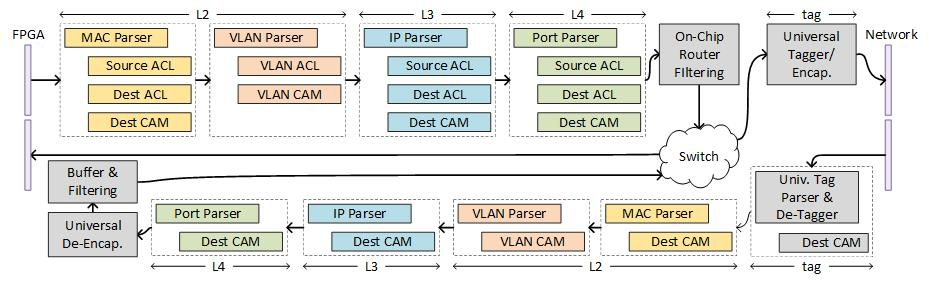 L2
L3
L4
tag
FPGA
Network
MAC Parser
Source ACL
Dest ACL
Dest CAM
VLAN Parser
VLAN ACL
VLAN CAM
IP Parser
Source ACL
Dest ACL
Dest CAM
Port Parser
Source ACL
Dest ACL
Dest CAM
On-Chip
Router
FIltering
Universal
Tagger/
Encap.
Switch
Buffer &
Filtering
Universal
De-Encap.
Port Parser
Dest CAM
IP Parser
Dest CAM
VLAN Parser
VLAN CAM
MAC Parser
Dest CAM
Univ. Tag
Parser &
De-Tagger
Dest CAM
L4
L3
L2
tag